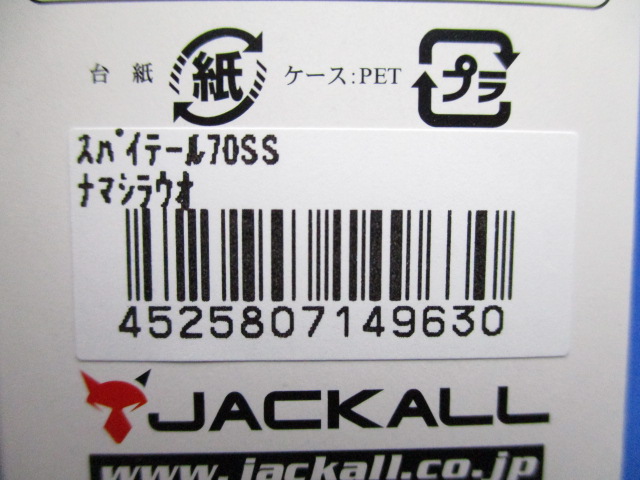 台紙 紙 ケース:PET プラ
スパイテール70SS
ナマシラウオ
4525807149630
JACKALL
www.jackall.co.jp